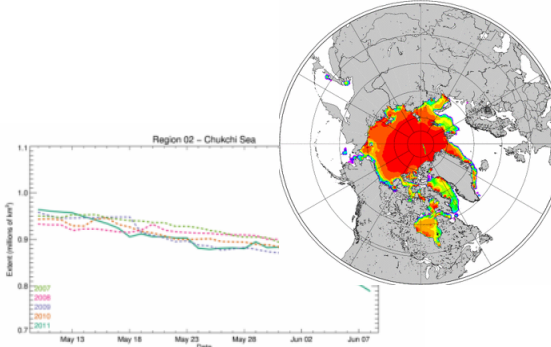 Region 02 – Chukchi Sea
1.1
1.0
0.9
0.8
0.7
Extent (millions of km²)
2007
2008
2009
2010
2011
May 13
May 18
May 23
May 28
Jun 02
Jun 07
Date